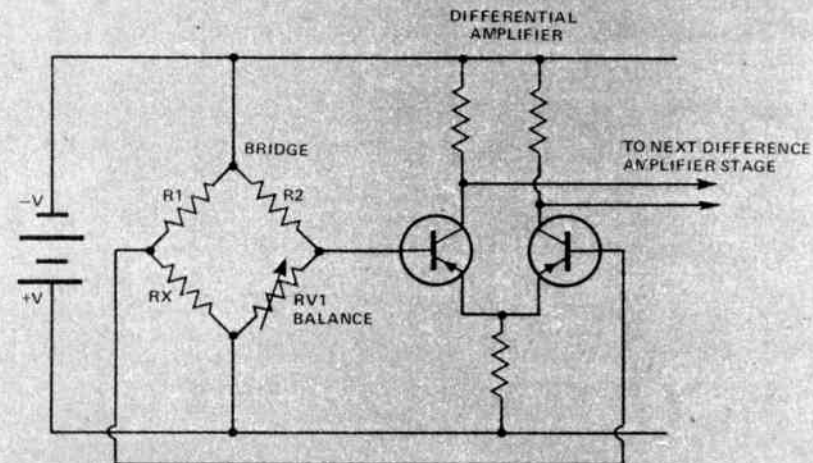 DIFFERENTIAL
AMPLIFIER
BRIDGE
TO NEXT DIFFERENCE
AMPLIFIER STAGE
-V
R1
R2
+V
RX
RV1
BALANCE